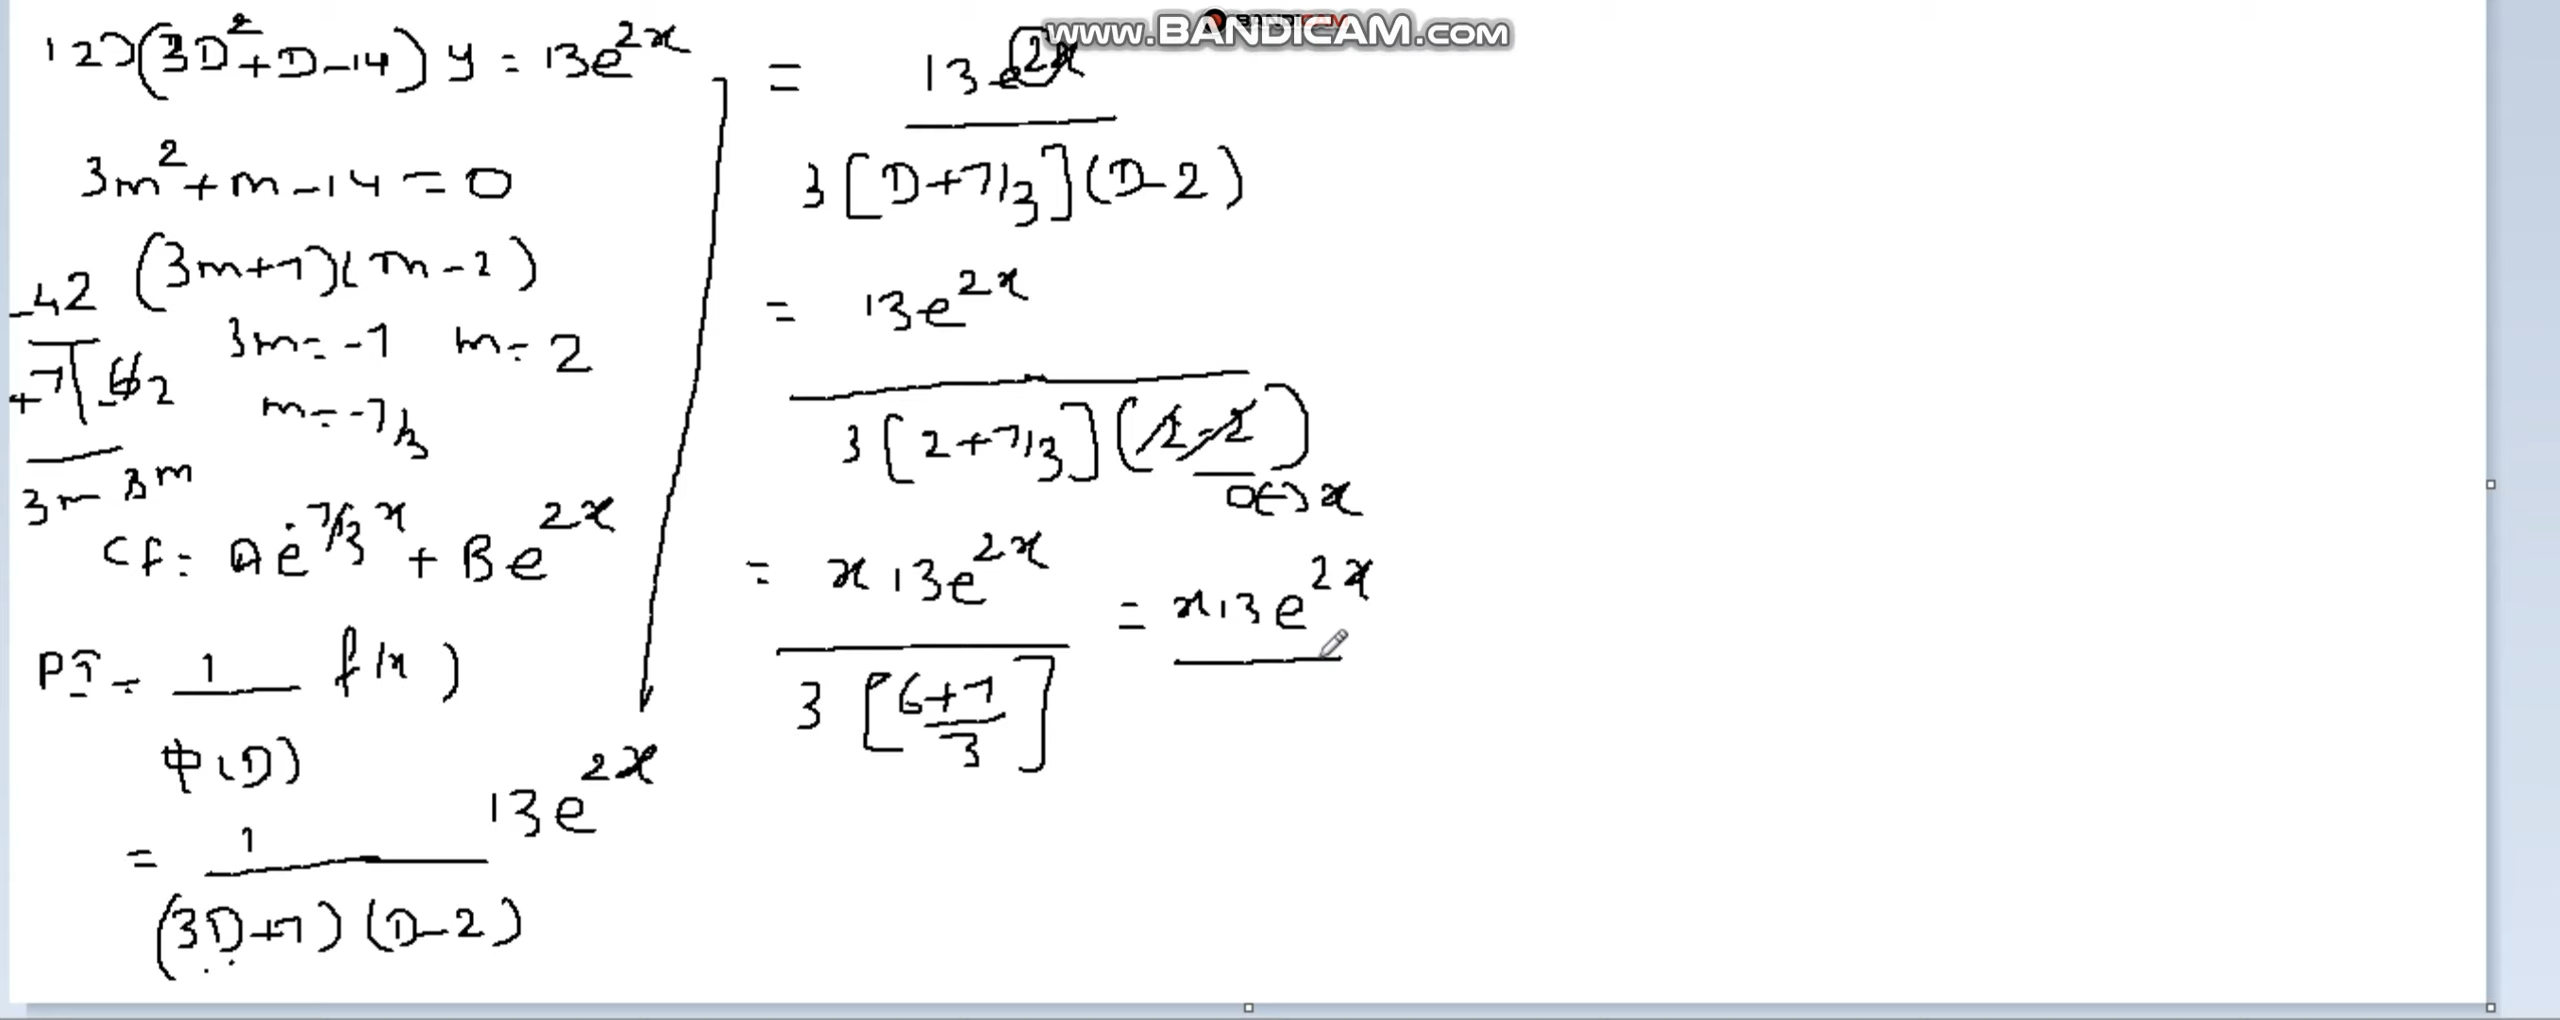 12) (3D²+D-14) y = 13e^{2x}
3m²+m-14=0
(3m+7)(m-2)
-42
3m=-7 m=2
+7 | -6/2
m=-7/3
3m 3m
CF= Ae^{-7/3 x} + Be^{2x}
PI = 1/φ(D) f(x)
= 1/(3D+7)(D-2) 13e^{2x}
www.BANDICAM.com
= 13e^{2x} / 3[D+7/3](D-2)
= 13e^{2x} / 3[2+7/3](2-2)
0(-)x
= x13e^{2x} / 3[6+7/3] = x13e^{2x}